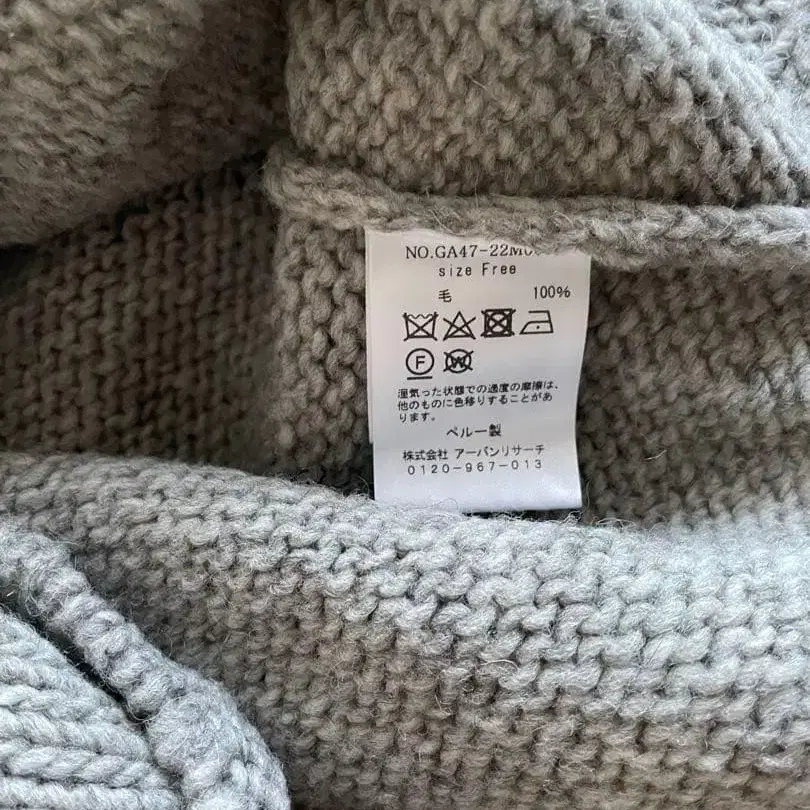 NO.GA47-22M0
size Free
毛 100%
F
W
湿気った状態での過度の摩擦は、
他のものに色移りすることがあ
ります。
ペルー製
株式会社 アーバンリサーチ
0120-967-013